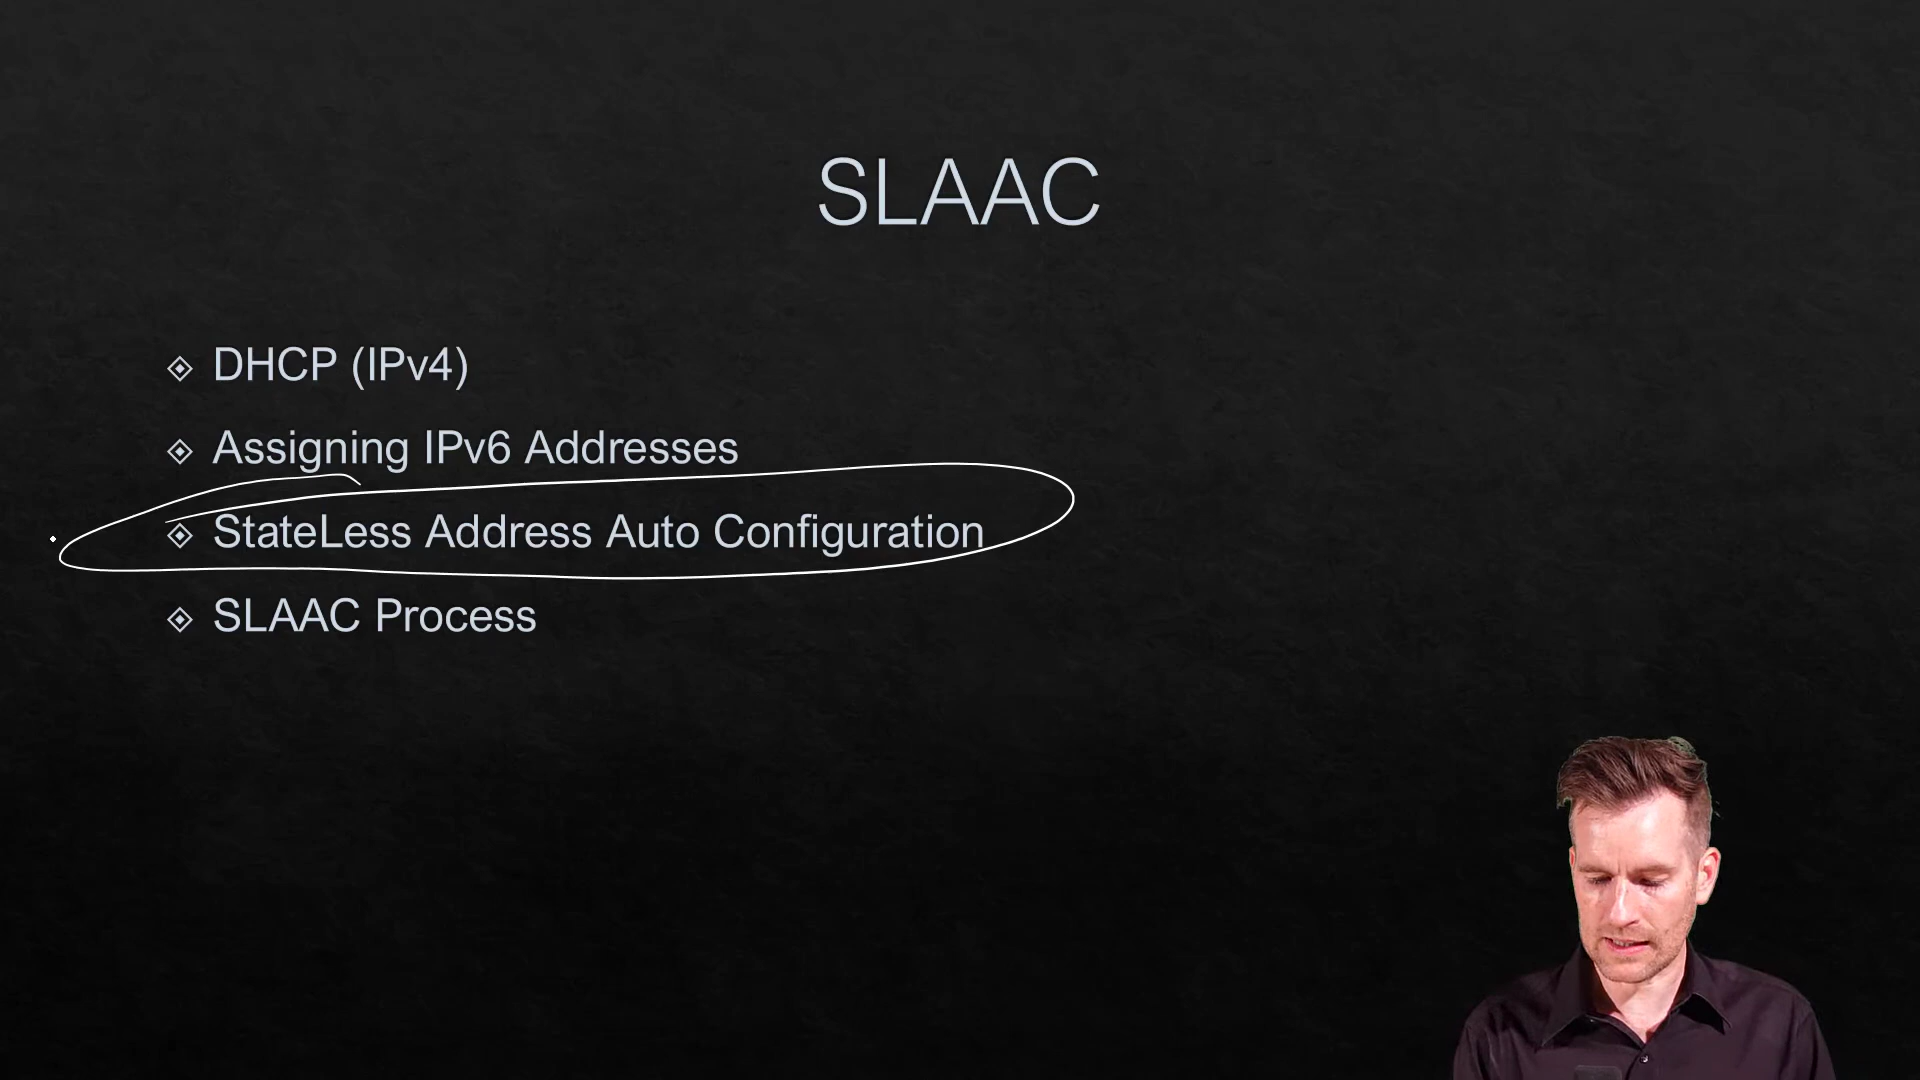 SLAAC
DHCP (IPv4)
Assigning IPv6 Addresses
StateLess Address Auto Configuration
SLAAC Process